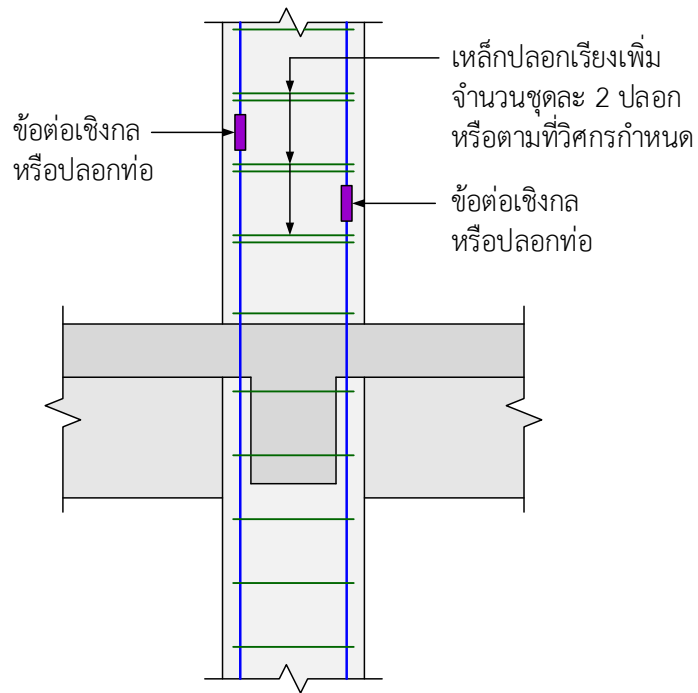 เหล็กปลอกเรียงเพิ่ม
จำนวนชุดละ 2 ปลอก
หรือตามที่วิศกรกำหนด
ข้อต่อเชิงกล
หรือปลอกท่อ
ข้อต่อเชิงกล
หรือปลอกท่อ